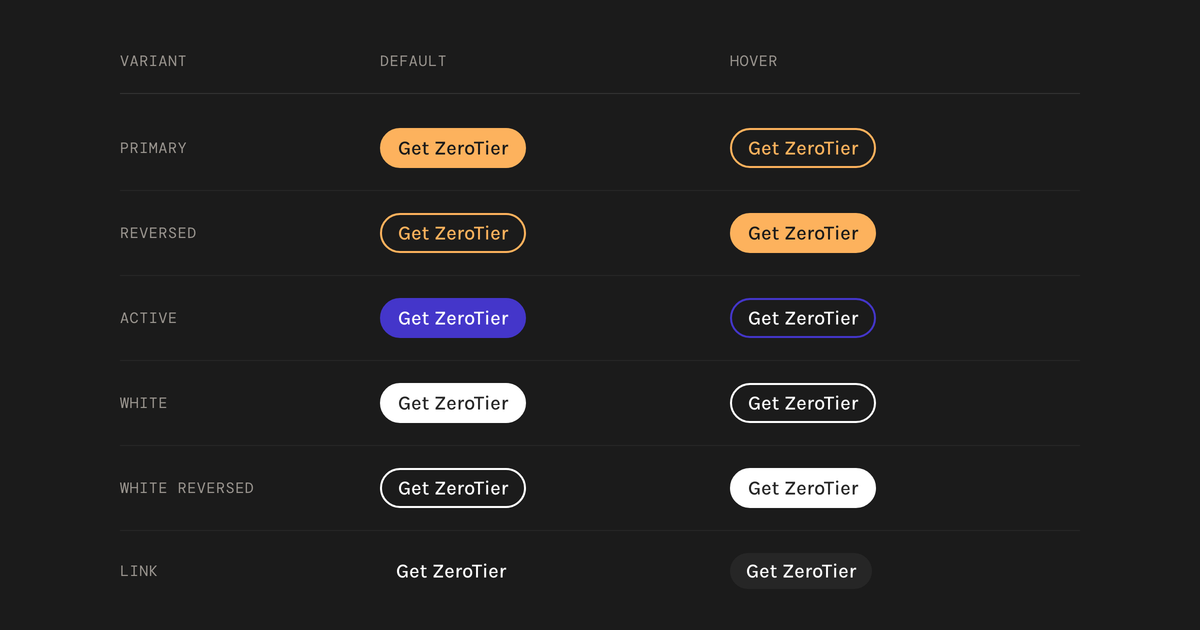 VARIANT DEFAULT HOVER
PRIMARY Get ZeroTier Get ZeroTier
REVERSED Get ZeroTier Get ZeroTier
ACTIVE Get ZeroTier Get ZeroTier
WHITE Get ZeroTier Get ZeroTier
WHITE REVERSED Get ZeroTier Get ZeroTier
LINK Get ZeroTier Get ZeroTier